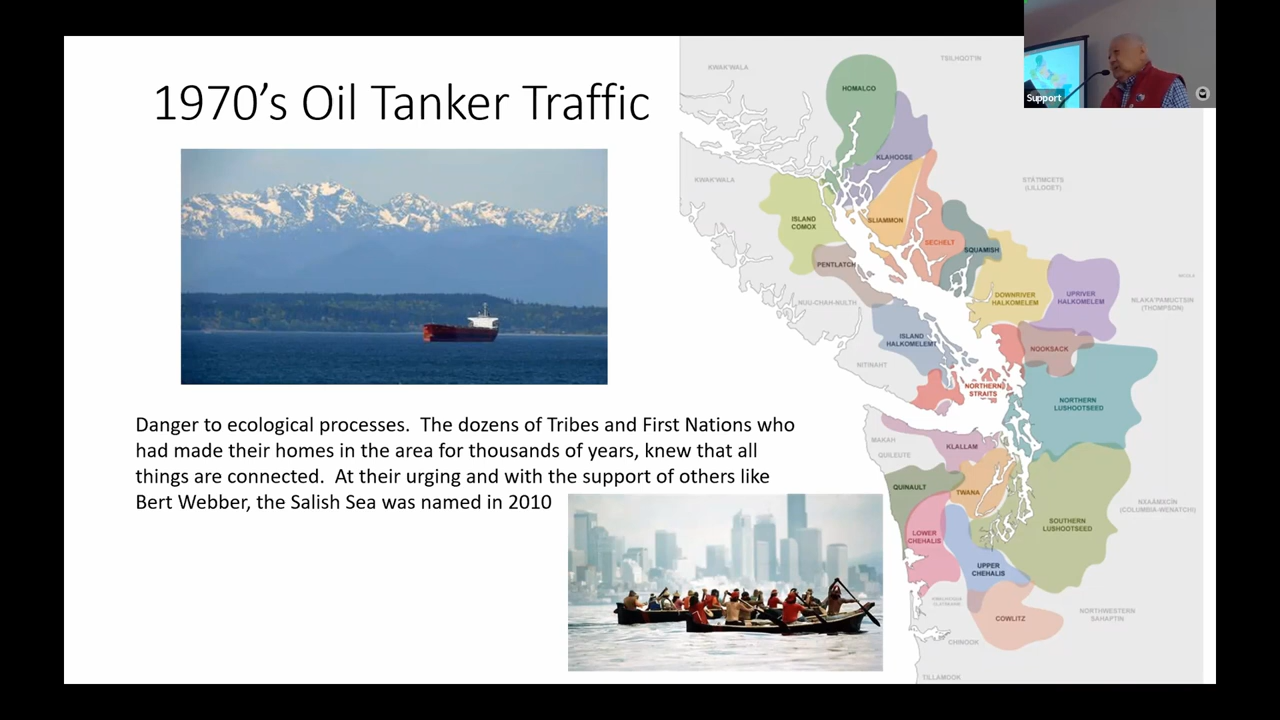 1970's Oil Tanker Traffic
Danger to ecological processes.  The dozens of Tribes and First Nations who
had made their homes in the area for thousands of years, knew that all
things are connected.  At their urging and with the support of others like
Bert Webber, the Salish Sea was named in 2010
Support
KWAK'WALA
TSILHQOT'IN
HOMALCO
KLAHOOSE
KWAK'WALA
(LILLOOET)
ISLAND
COMOX
SLIAMMON
SECHELT
SQUAMISH
PENTLATCH
DOWNRIVER
HALKOMELEM
UPRIVER
HALKOMELEM
NUU-CHAH-NULTH
NLAKA'PAMUCTSIN
(THOMPSON)
ISLAND
HALKOMELEMT
NOOKSACK
NITINAHT
NORTHERN
STRAITS
NORTHERN
LUSHOOTSEED
MAKAH
KLALLAM
QUILEUTE
QUINAULT
TWANA
(COLUMBIA-WENATCHI)
SOUTHERN
LUSHOOTSEED
LOWER
CHEHALIS
UPPER
CHEHALIS
COWLITZ
NORTHWESTERN
SAHAPTIN
CHINOOK
TILLAMOOK